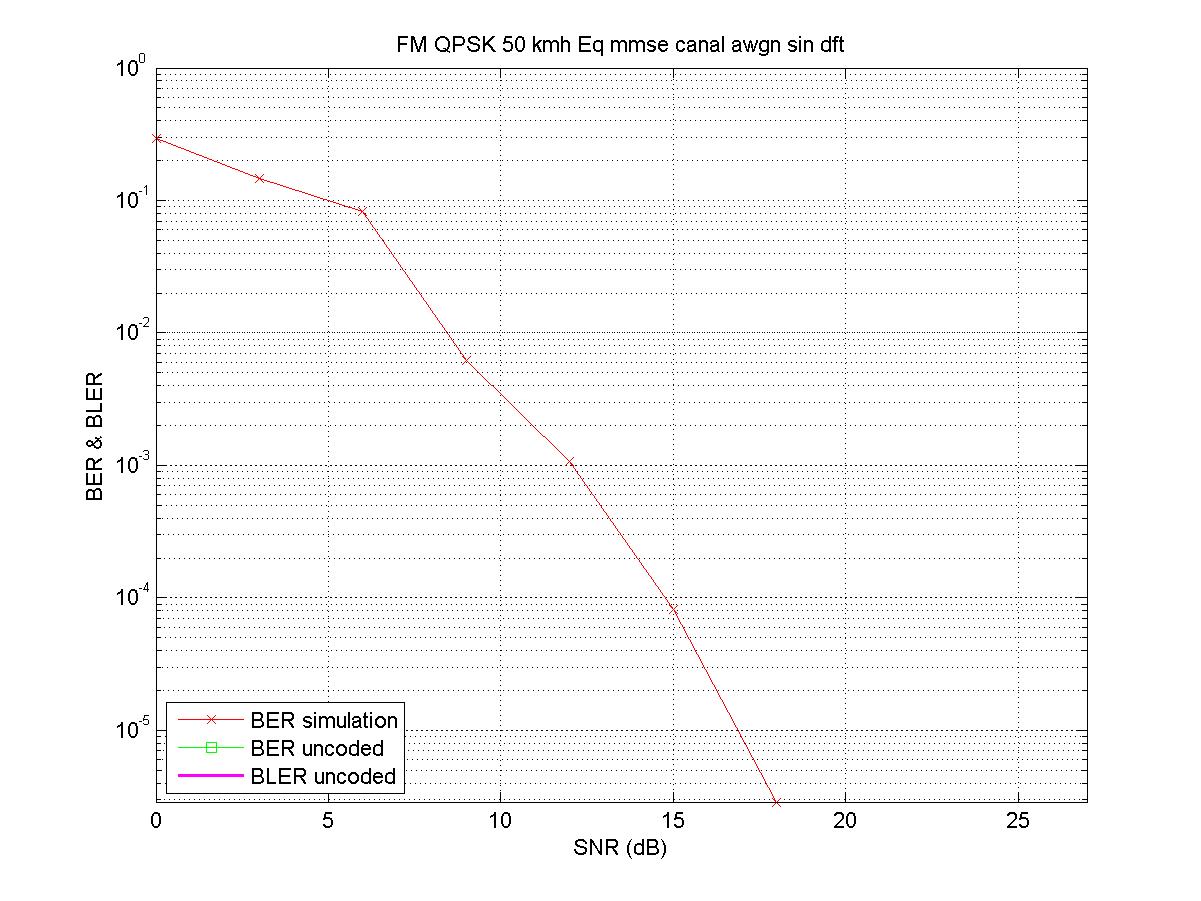 FM QPSK 50 kmh Eq mmse canal awgn sin dft
10^0
10^-1
10^-2
10^-3
10^-4
10^-5
BER & BLER
BER simulation
BER uncoded
BLER uncoded
0 5 10 15 20 25
SNR (dB)